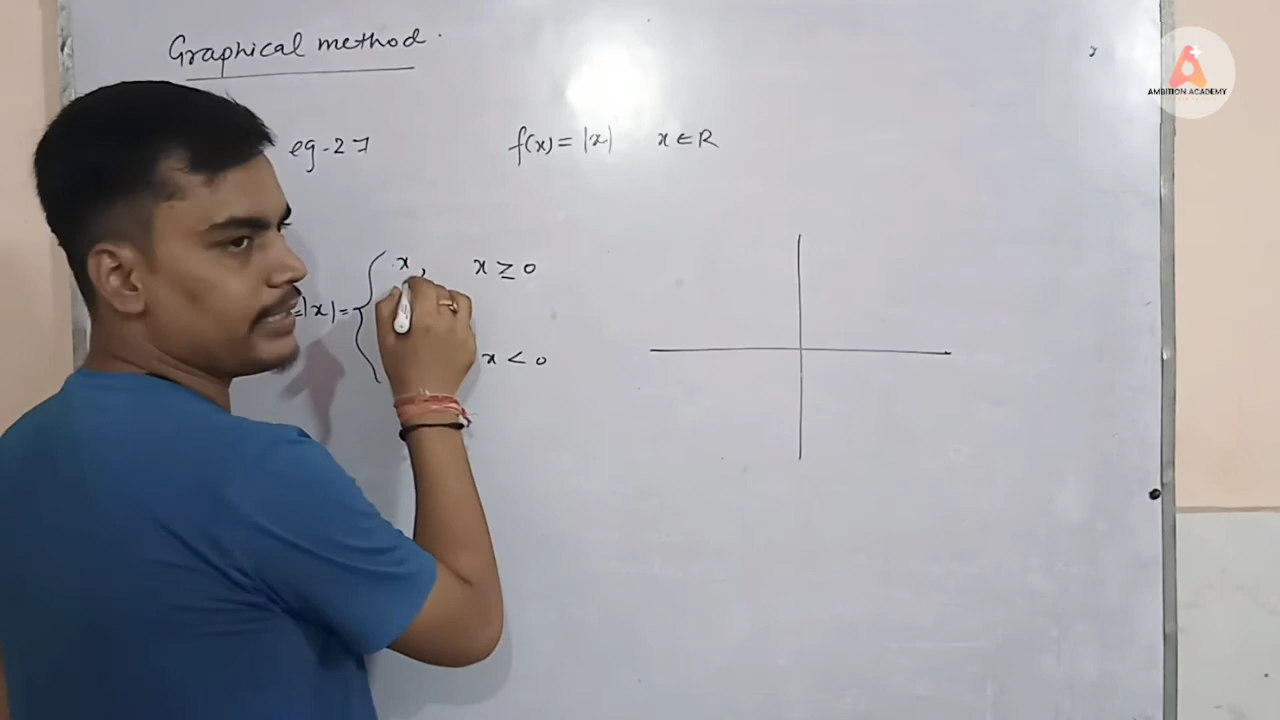 Graphical method.
eg-27 f(x) = |x| x ∈ R
=|x| = { x, x ≥ 0
x < 0
AMBITION ACADEMY